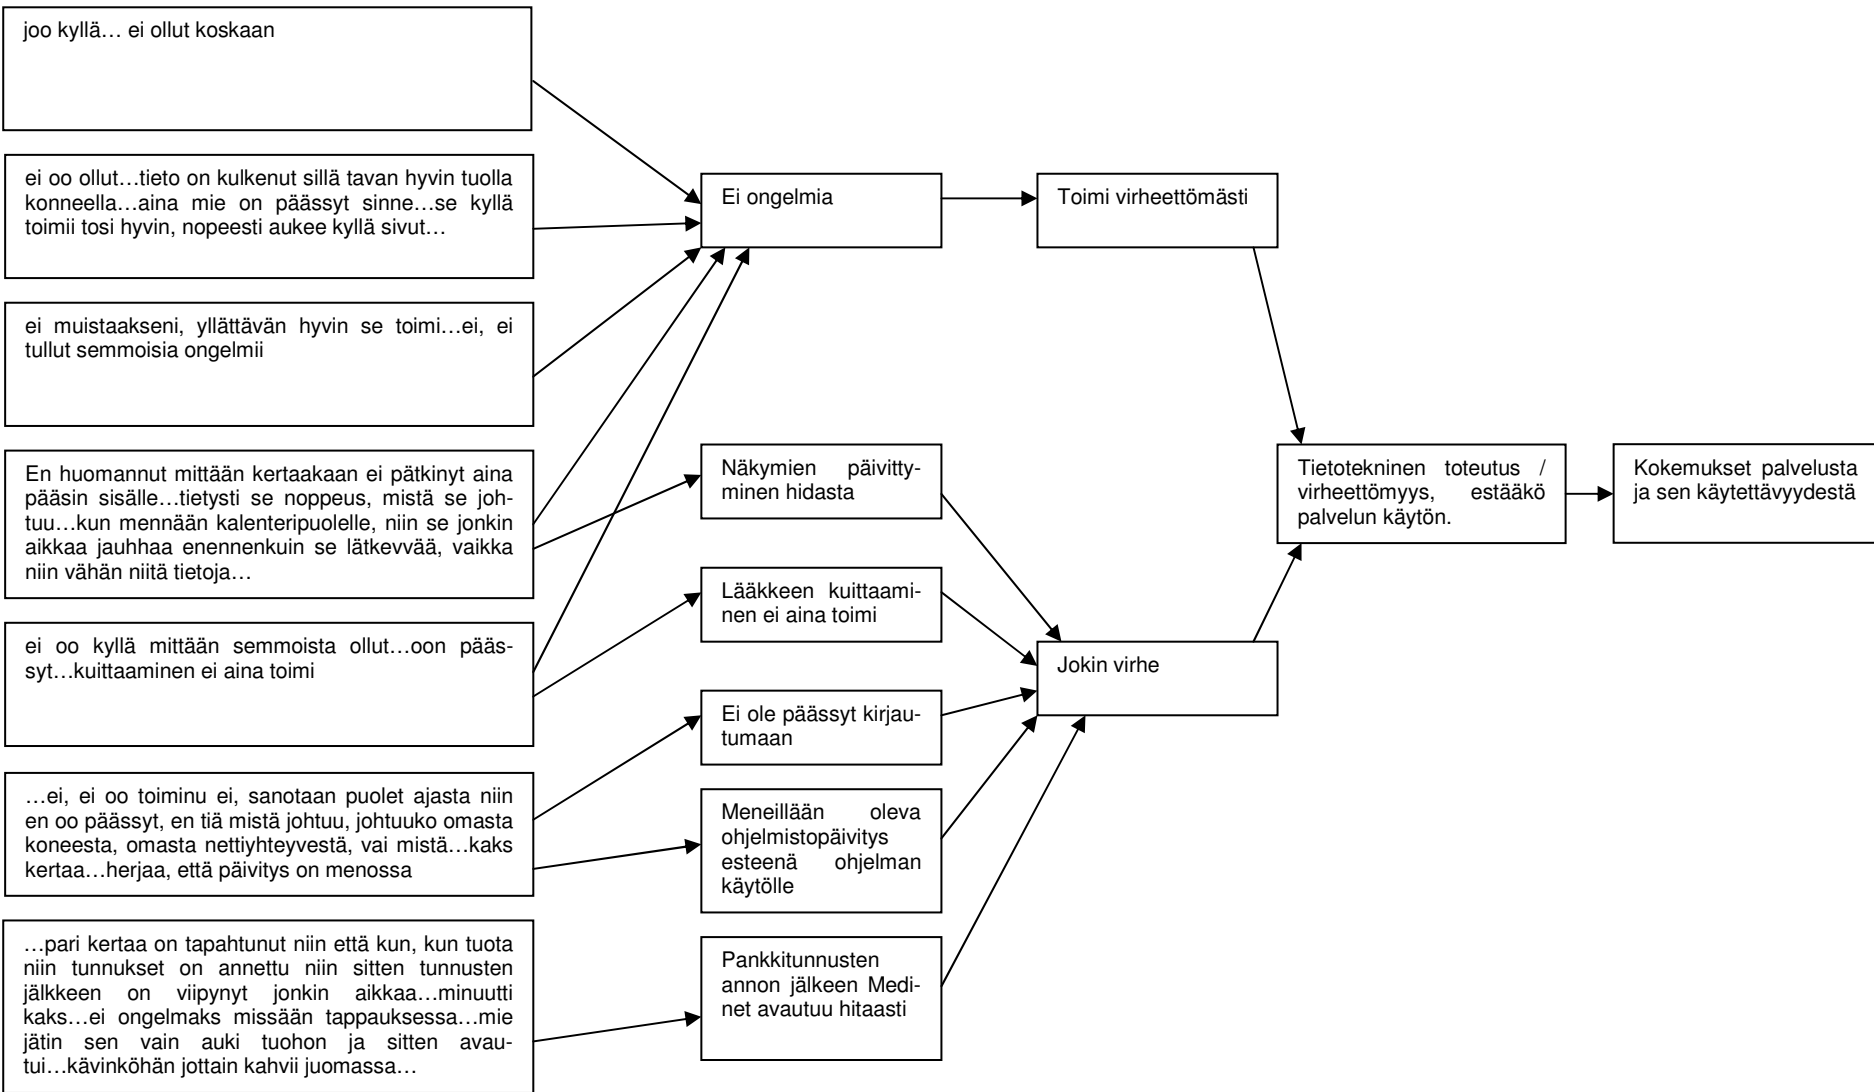 joo kyllä… ei ollut koskaan
ei oo ollut…tieto on kulkenut sillä tavan hyvin tuolla
konneella…aina mie on päässyt sinne…se kyllä
toimii tosi hyvin, nopeesti aukee kyllä sivut…
ei muistaakseni, yllättävän hyvin se toimi…ei, ei
tullut semmoisia ongelmii
En huomannut mittään kertaakaan ei pätkinyt aina
pääsin sisälle…tietysti se noppeus, mistä se joh-
tuu…kun mennään kalenteripuolelle, niin se jonkin
aikkaa jauhhaa enennenkuin se lätkevvää, vaikka
niin vähän niitä tietoja…
ei oo kyllä mittään semmoista ollut…oon pääs-
syt…kuittaaminen ei aina toimi
…ei, ei oo toiminu ei, sanotaan puolet ajasta niin
en oo päässyt, en tiä mistä johtuu, johtuuko omasta
koneesta, omasta nettiyhteyvestä, vai mistä…kaks
kertaa…herjaa, että päivitys on menossa
…pari kertaa on tapahtunut niin että kun, kun tuota
niin tunnukset on annettu niin sitten tunnusten
jälkkeen on viipynyt jonkin aikkaa…minuutti
kaks…ei ongelmaks missään tappauksessa…mie
jätin sen vain auki tuohon ja sitten avau-
tui…kävinköhän jottain kahvii juomassa…
Ei ongelmia
Näkymien päivitty-
minen hidasta
Lääkkeen kuittaami-
nen ei aina toimi
Ei ole päässyt kirjau-
tumaan
Meneillään oleva
ohjelmistopäivitys
esteenä ohjelman
käytölle
Pankkitunnusten
annon jälkeen Medi-
net avautuu hitaasti
Toimi virheettömästi
Jokin virhe
Tietotekninen toteutus /
virheettömyys, estääkö
palvelun käytön.
Kokemukset palvelusta
ja sen käytettävyydestä